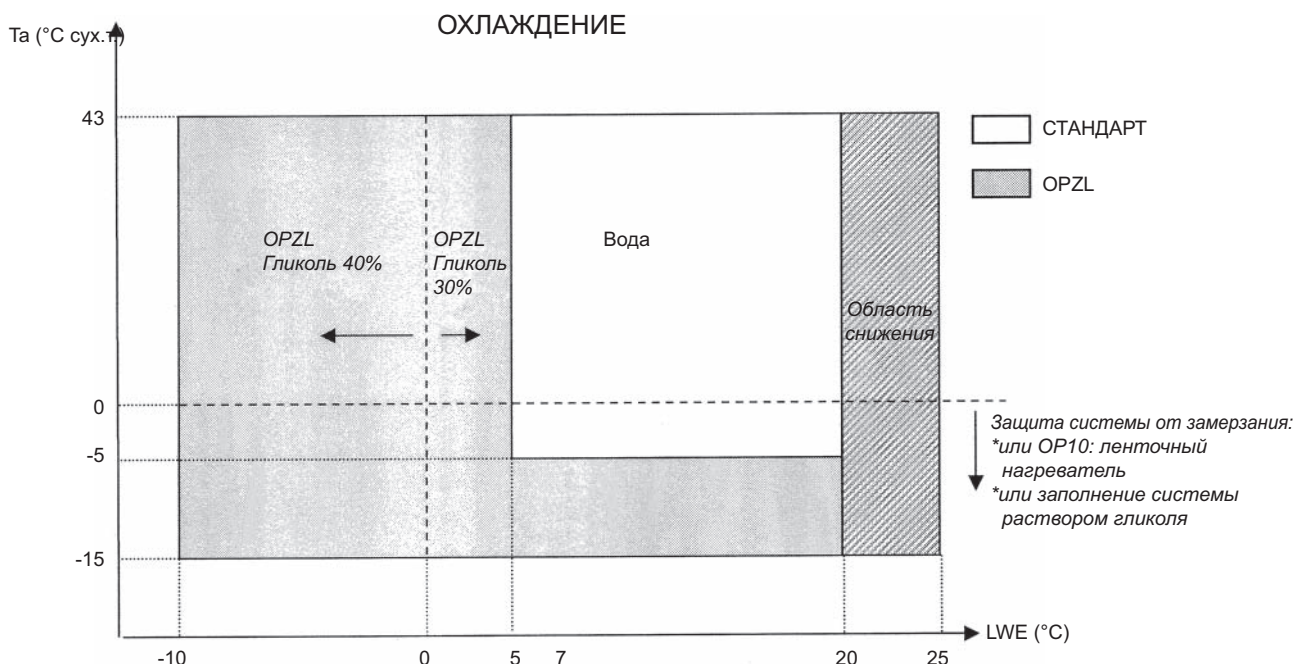 ОХЛАЖДЕНИЕ
Ta (°C сух.т.)
43
СТАНДАРТ
OPZL
OPZL
Гликоль 40%
OPZL
Гликоль
30%
Вода
Область
снижения
0
Защита системы от замерзания:
*или OP10: ленточный
нагреватель
*или заполнение системы
раствором гликоля
-5
-15
LWE (°C)
-10
0
5
7
20
25